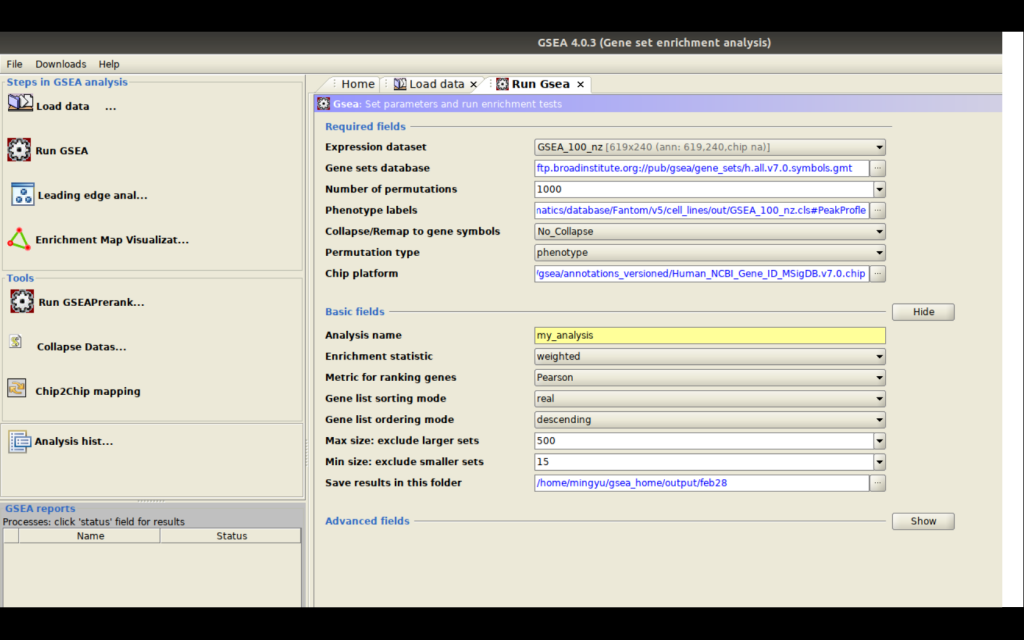 GSEA 4.0.3 (Gene set enrichment analysis)
File Downloads Help
Steps in GSEA analysis
Load data ...
Run GSEA
Leading edge anal...
Enrichment Map Visualizat...
Tools
Run GSEAPrerank...
Collapse Datas...
Chip2Chip mapping
Analysis hist...
GSEA reports
Processes: click 'status' field for results
Name Status
Home Load data × Run Gsea ×
Gsea: Set parameters and run enrichment tests
Required fields
Expression dataset GSEA_100_nz [619x240 (ann: 619,240,chip na)]
Gene sets database ftp.broadinstitute.org://pub/gsea/gene_sets/h.all.v7.0.symbols.gmt ...
Number of permutations 1000
Phenotype labels natics/database/Fantom/v5/cell_lines/out/GSEA_100_nz.cls#PeakProfle ...
Collapse/Remap to gene symbols No_Collapse
Permutation type phenotype
Chip platform /gsea/annotations_versioned/Human_NCBI_Gene_ID_MSigDB.v7.0.chip ...
Basic fields Hide
Analysis name my_analysis
Enrichment statistic weighted
Metric for ranking genes Pearson
Gene list sorting mode real
Gene list ordering mode descending
Max size: exclude larger sets 500
Min size: exclude smaller sets 15
Save results in this folder /home/mingyu/gsea_home/output/feb28 ...
Advanced fields Show